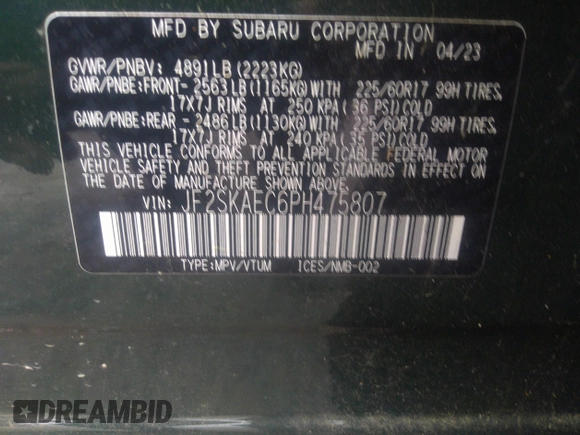 MFD BY SUBARU CORPORATION
MFD IN 04/23
GVWR/PNBV: 4891LB(2223KG)
GAWR/PNBE:FRONT- 2563LB(1165KG)WITH 225/60R17 99H TIRES,
17X7J RIMS AT 250 KPA(36 PSI)COLD
GAWR/PNBE:REAR - 2486LB(1130KG)WITH 225/60R17 99H TIRES,
17X7J RIMS AT 240 KPA(35 PSI)COLD
THIS VEHICLE CONFORMS TO ALL APPLICABLE FEDERAL MOTOR
VEHICLE SAFETY AND THEFT PREVENTION STANDARDS IN EFFECT ON THE
DATE OF MANUFACTURE SHOWN ABOVE.
VIN: JF2SKAEC6PH475807
TYPE:MPV/VTUM ICES/NMB-002
DREAMBID